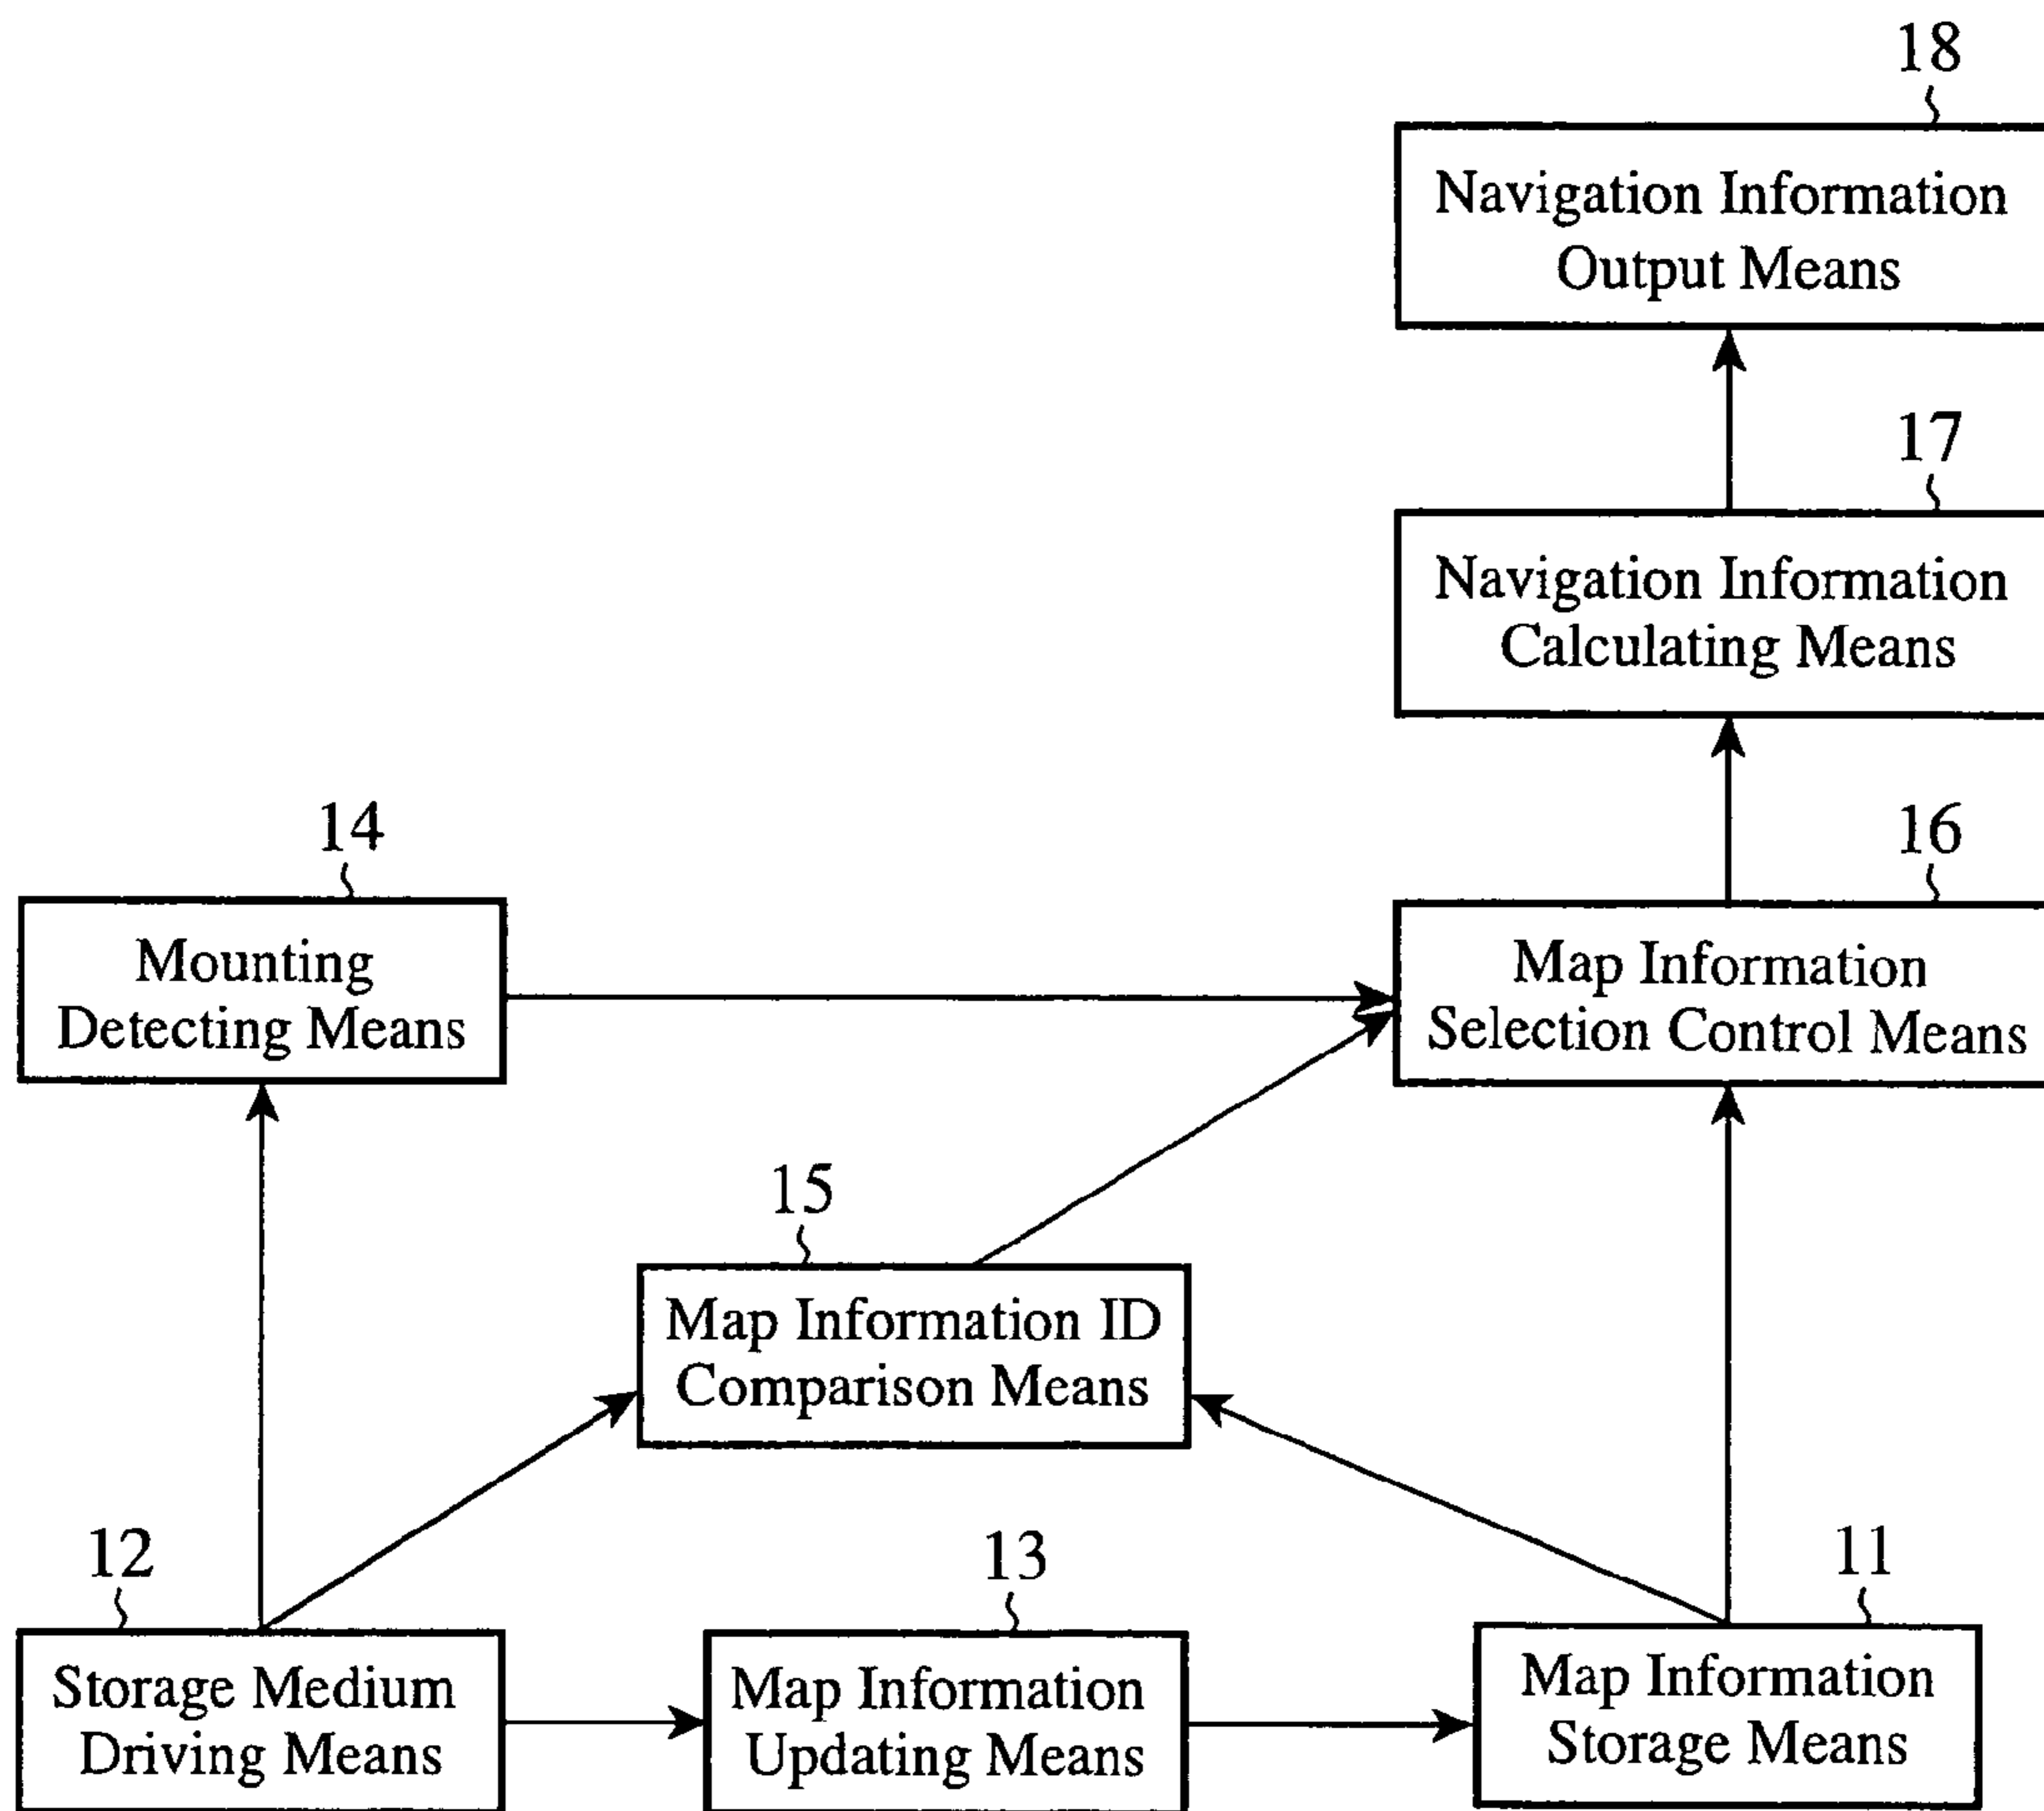 18
Navigation Information
Output Means
17
Navigation Information
Calculating Means
14
Mounting
Detecting Means
16
Map Information
Selection Control Means
15
Map Information ID
Comparison Means
12
Storage Medium
Driving Means
13
Map Information
Updating Means
11
Map Information
Storage Means